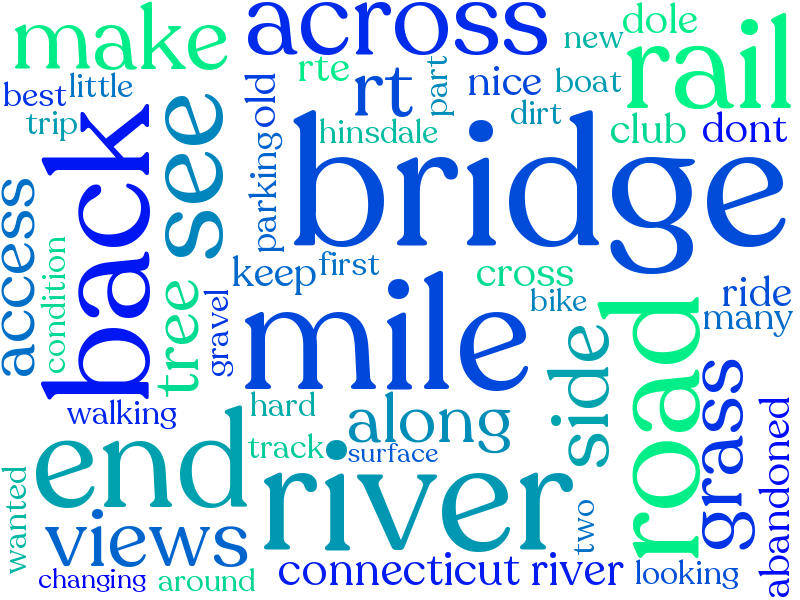 make
across
new
dole
rte
rt
part
nice
boat
rail
best
little
trip
old
hinsdale
dirt
club
dont
back
see
parking
bridge
access
condition
tree
gravel
keep
first
cross
bike
ride
many
mile
side
road
grass
walking
hard
along
track
surface
abandoned
end
river
wanted
views
two
changing
around
connecticut river
looking